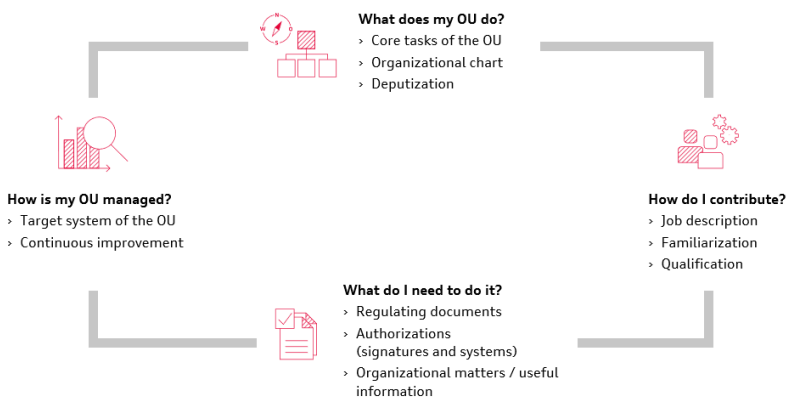 What does my OU do?
› Core tasks of the OU
› Organizational chart
› Deputization
N
W
O
S
How is my OU managed?
› Target system of the OU
› Continuous improvement
How do I contribute?
› Job description
› Familiarization
› Qualification
What do I need to do it?
› Regulating documents
› Authorizations
(signatures and systems)
› Organizational matters / useful
information